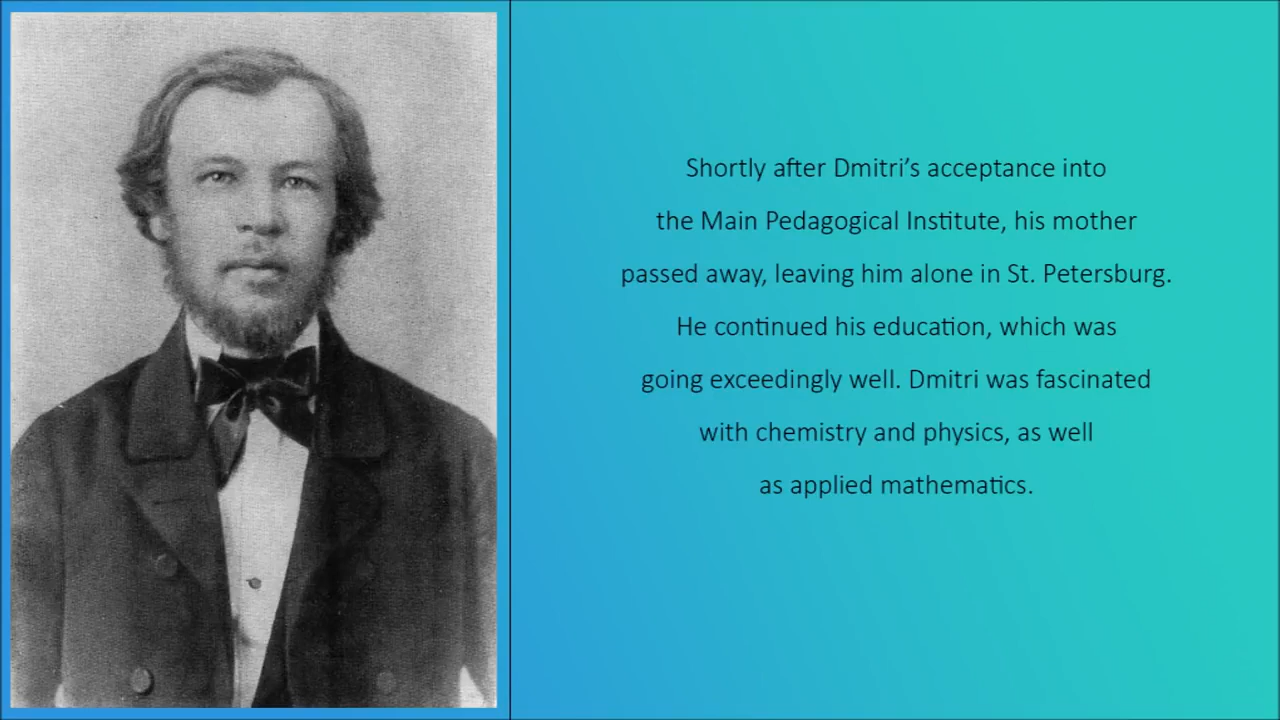 Shortly after Dmitri’s acceptance into
the Main Pedagogical Institute, his mother
passed away, leaving him alone in St. Petersburg.
He continued his education, which was
going exceedingly well. Dmitri was fascinated
with chemistry and physics, as well
as applied mathematics.